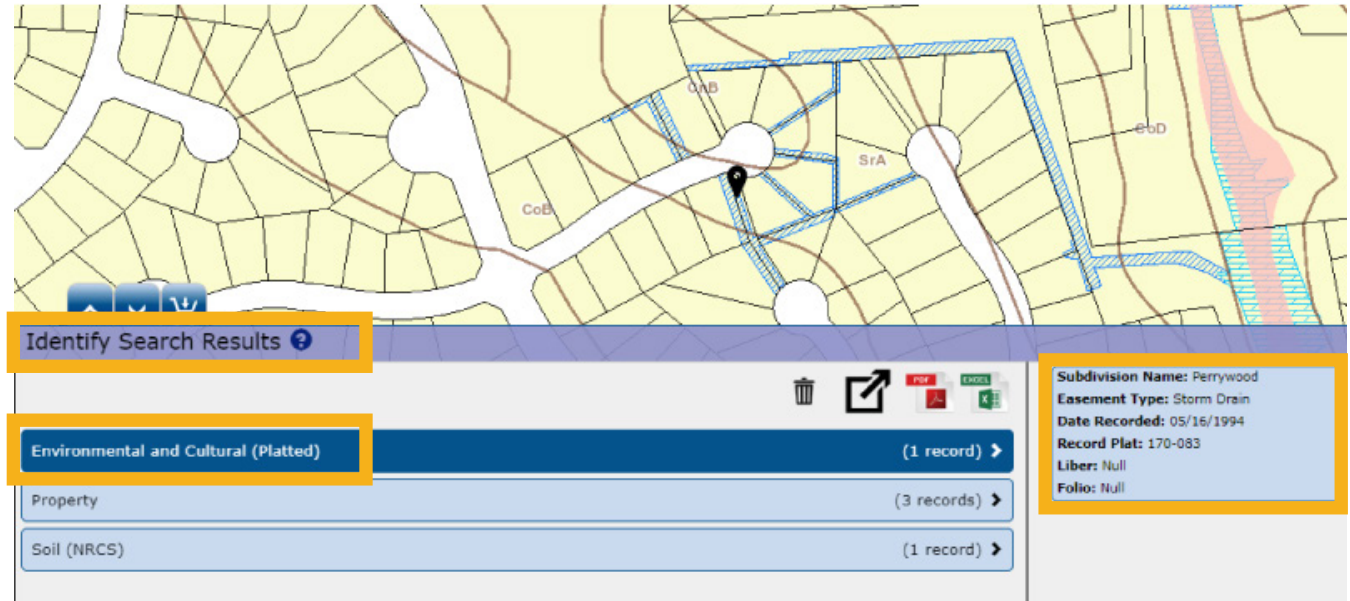 CnB
CoD
SrA
CoB
Identify Search Results ?
PDF
EXCEL
Environmental and Cultural (Platted) (1 record)
Property (3 records)
Soil (NRCS) (1 record)
Subdivision Name: Perrywood
Easement Type: Storm Drain
Date Recorded: 05/16/1994
Record Plat: 170-083
Liber: Null
Folio: Null